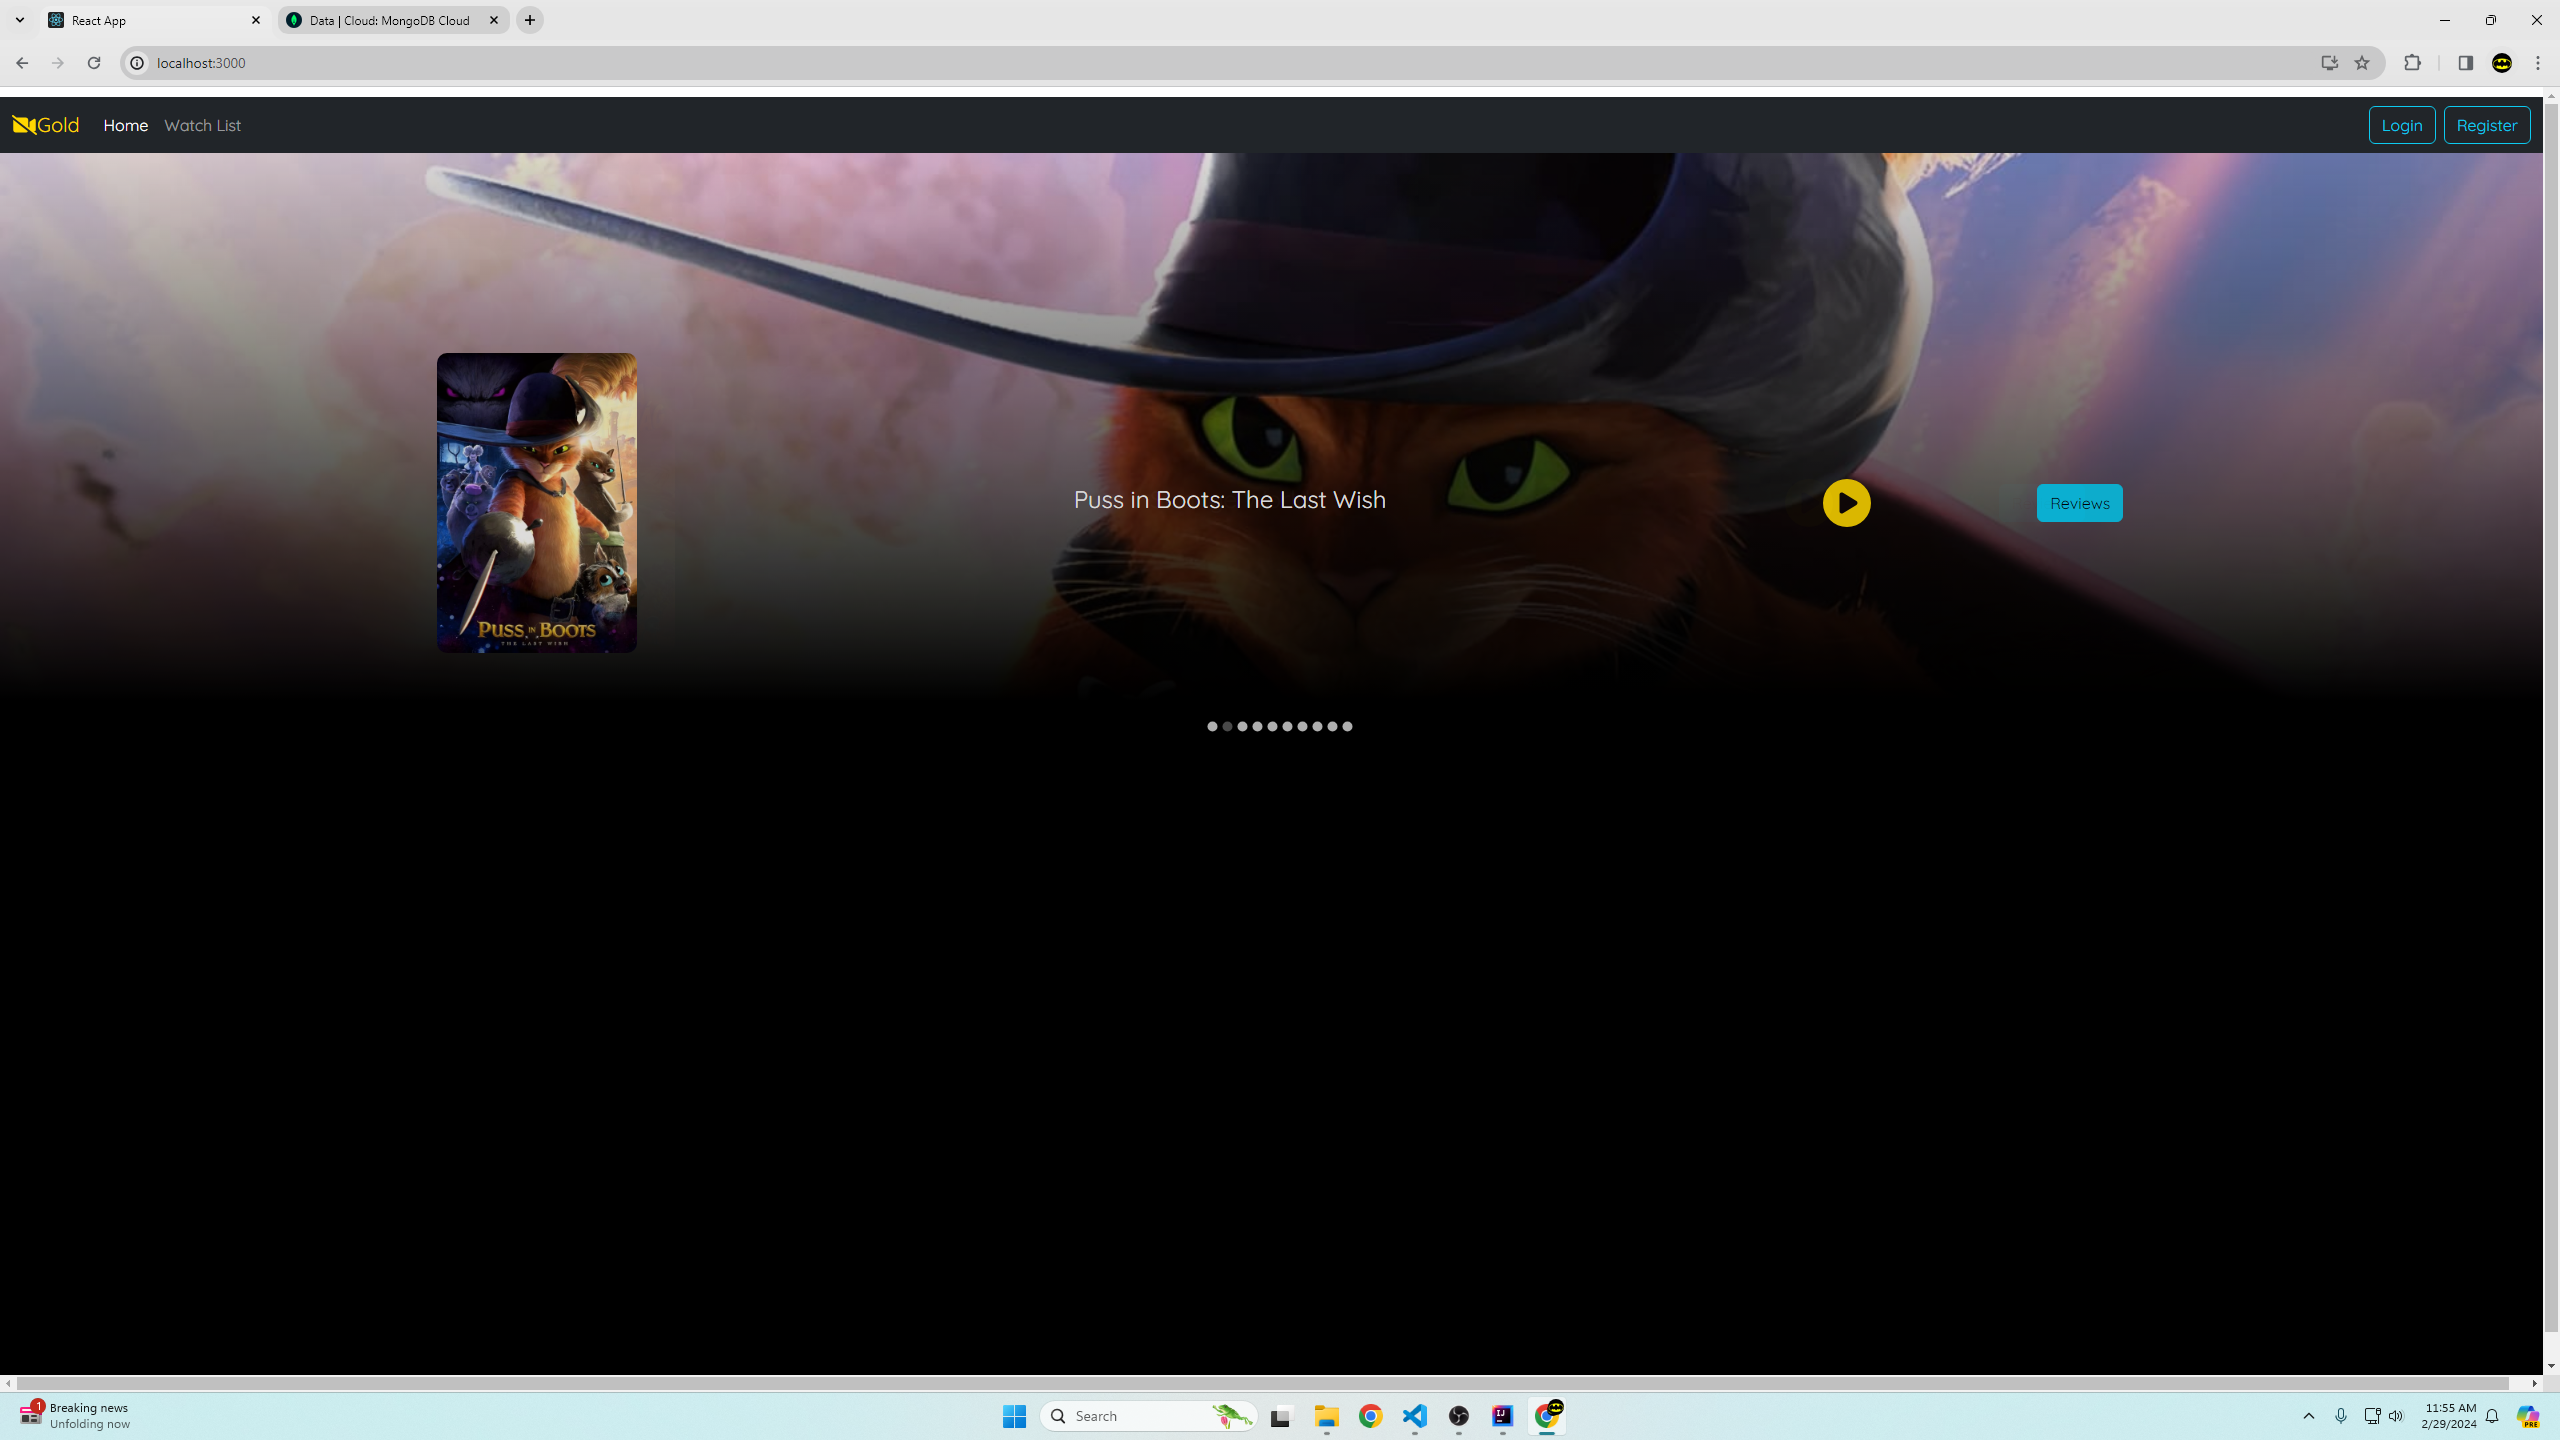 React App
Data | Cloud: MongoDB Cloud
localhost:3000
Gold
Home
Watch List
Login
Register
PUSS IN BOOTS
THE LAST WISH
Puss in Boots: The Last Wish
Reviews
1
Breaking news
Unfolding now
Search
IJ
PRE
11:55 AM
2/29/2024